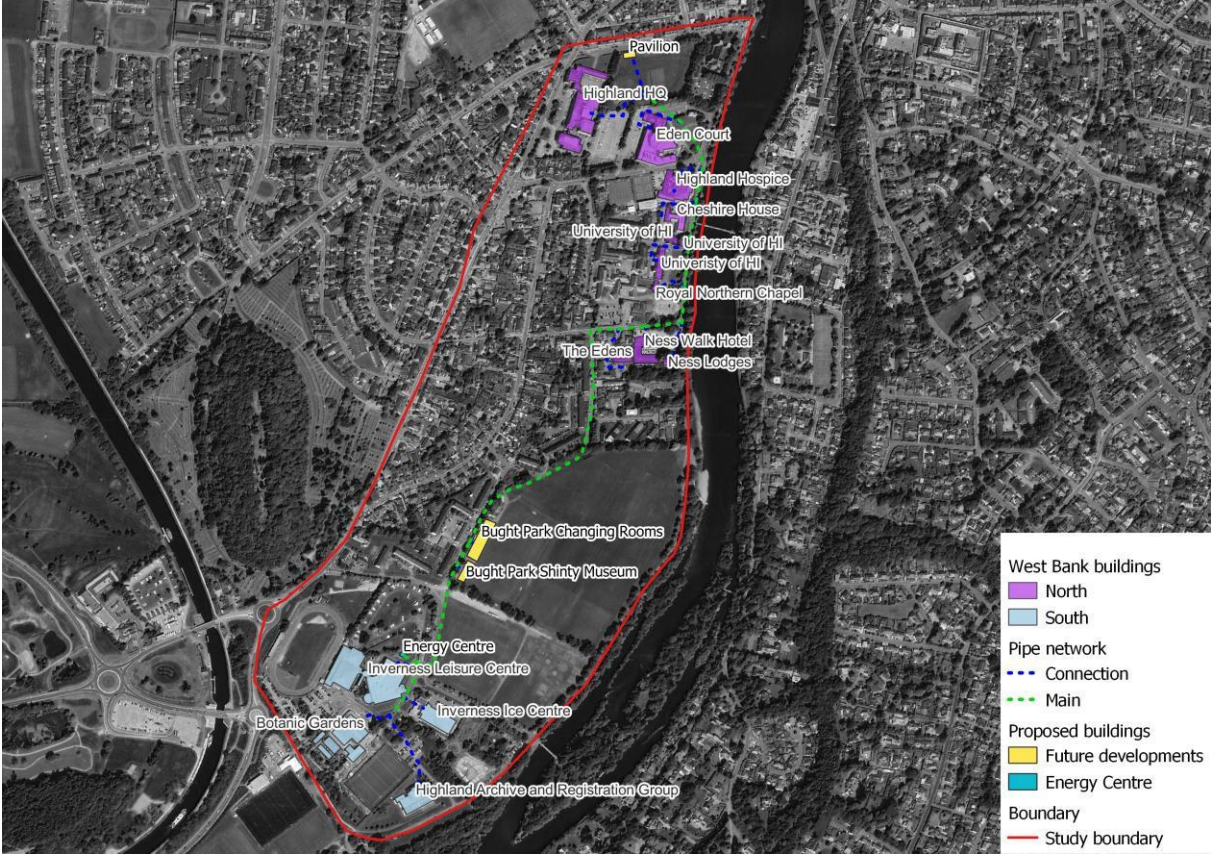 Pavilion
Highland HQ
Eden Court
Highland Hospice
Cheshire House
University of HI
University of HI
Univeristy of HI
Royal Northern Chapel
Ness Walk Hotel
The Edens
Ness Lodges
Bught Park Changing Rooms
Bught Park Shinty Museum
Energy Centre
Inverness Leisure Centre
Inverness Ice Centre
Botanic Gardens
Highland Archive and Registration Group
West Bank buildings
North
South
Pipe network
Connection
Main
Proposed buildings
Future developments
Energy Centre
Boundary
Study boundary